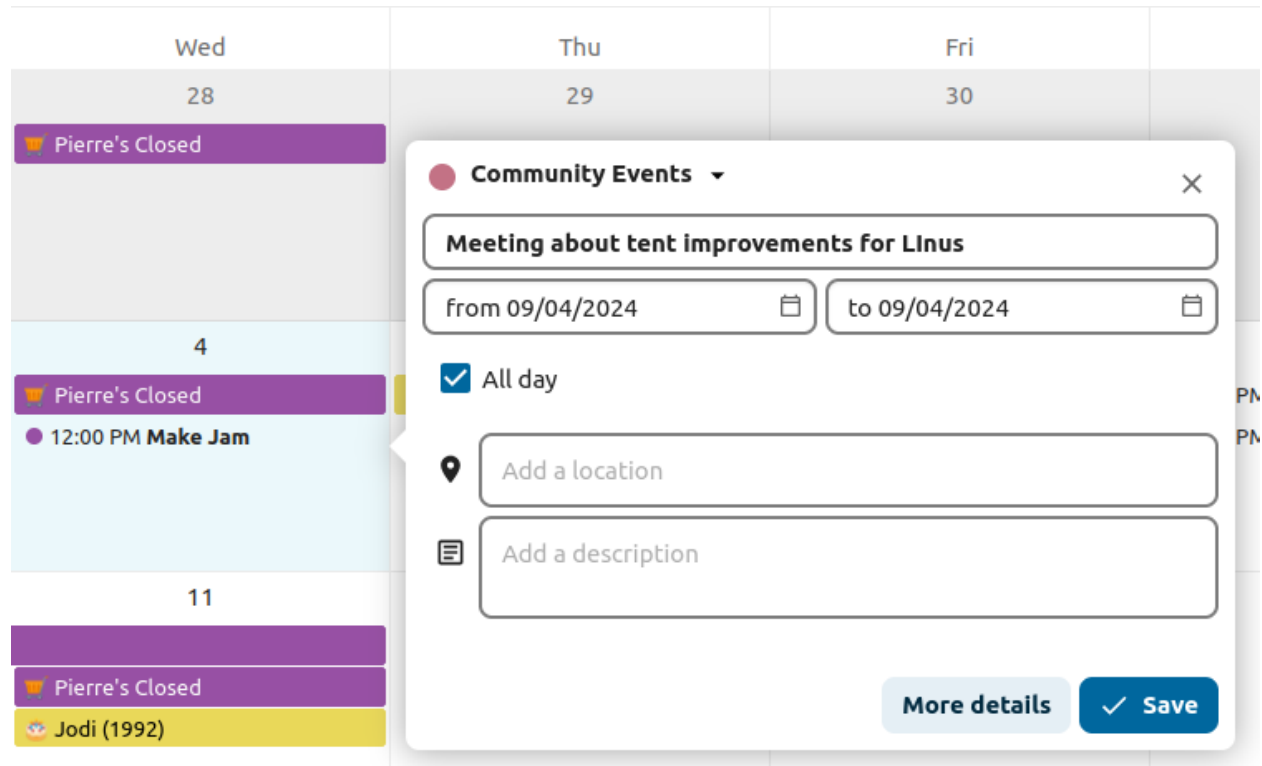 Wed Thu Fri
28 29 30
Pierre's Closed
Community Events
Meeting about tent improvements for LInus
from 09/04/2024 to 09/04/2024
4
All day
Pierre's Closed
PM
12:00 PM Make Jam
PM
Add a location
Add a description
11
Pierre's Closed
More details Save
Jodi (1992)